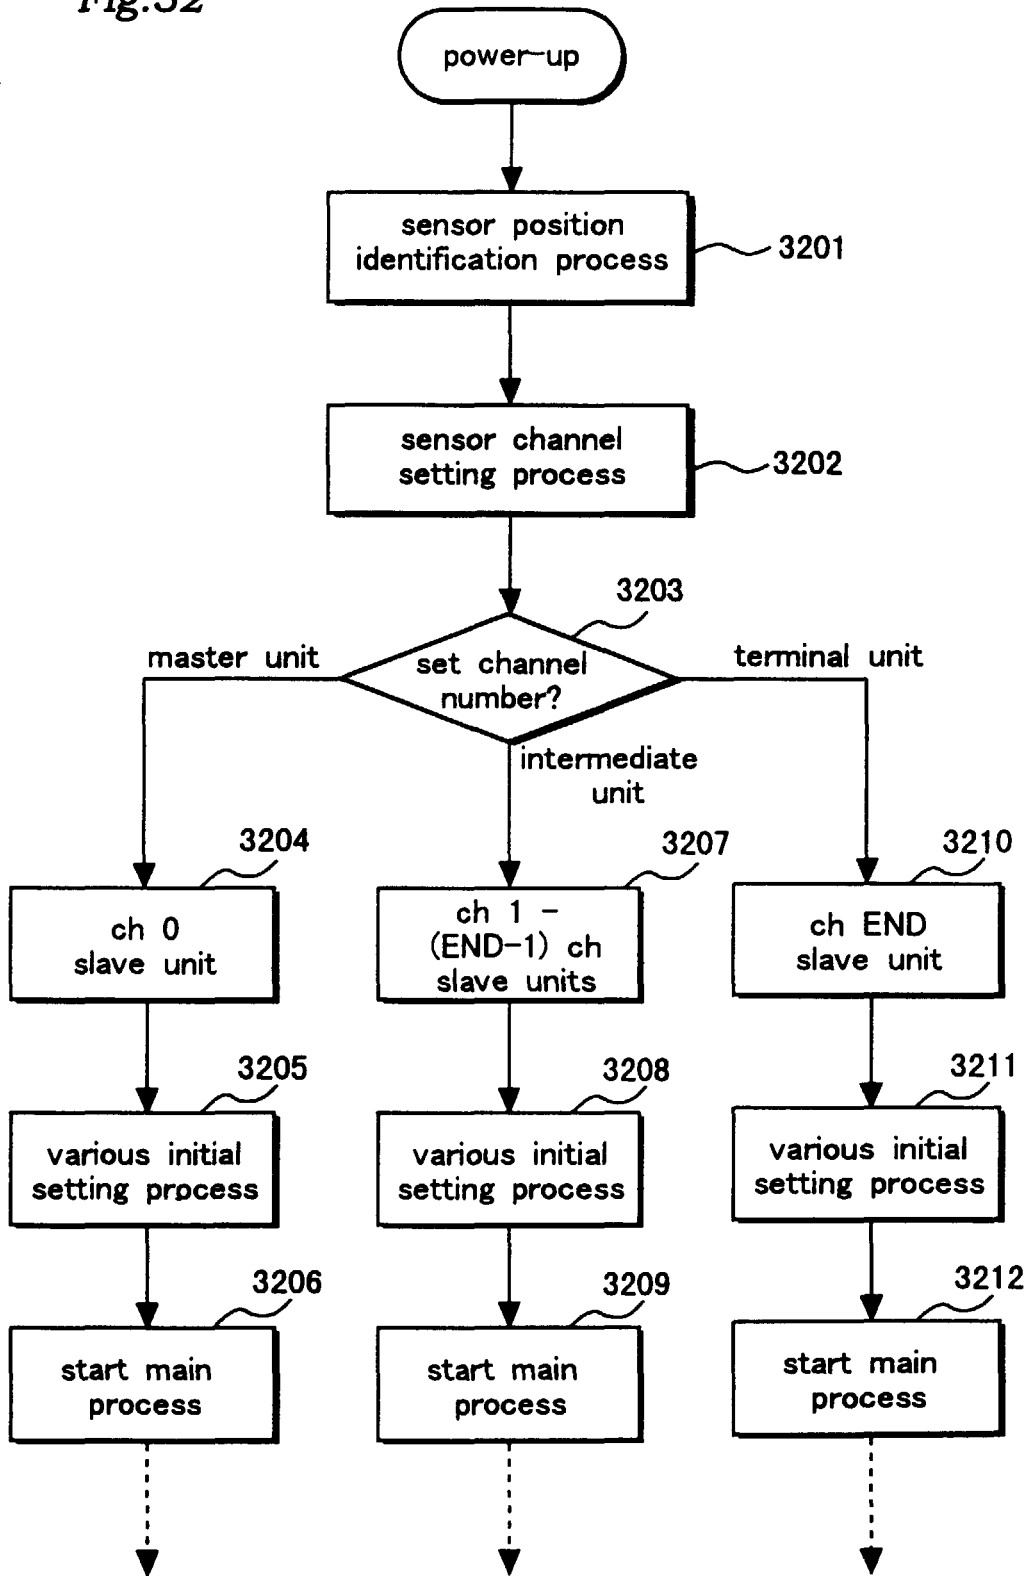 Fig.32
power-up
sensor position
identification process
3201
sensor channel
setting process
3202
3203
set channel
number?
master unit
terminal unit
intermediate
unit
3204
ch 0
slave unit
3207
ch 1 -
(END-1) ch
slave units
3210
ch END
slave unit
3205
various initial
setting process
3208
various initial
setting process
3211
various initial
setting process
3206
start main
process
3209
start main
process
3212
start main
process